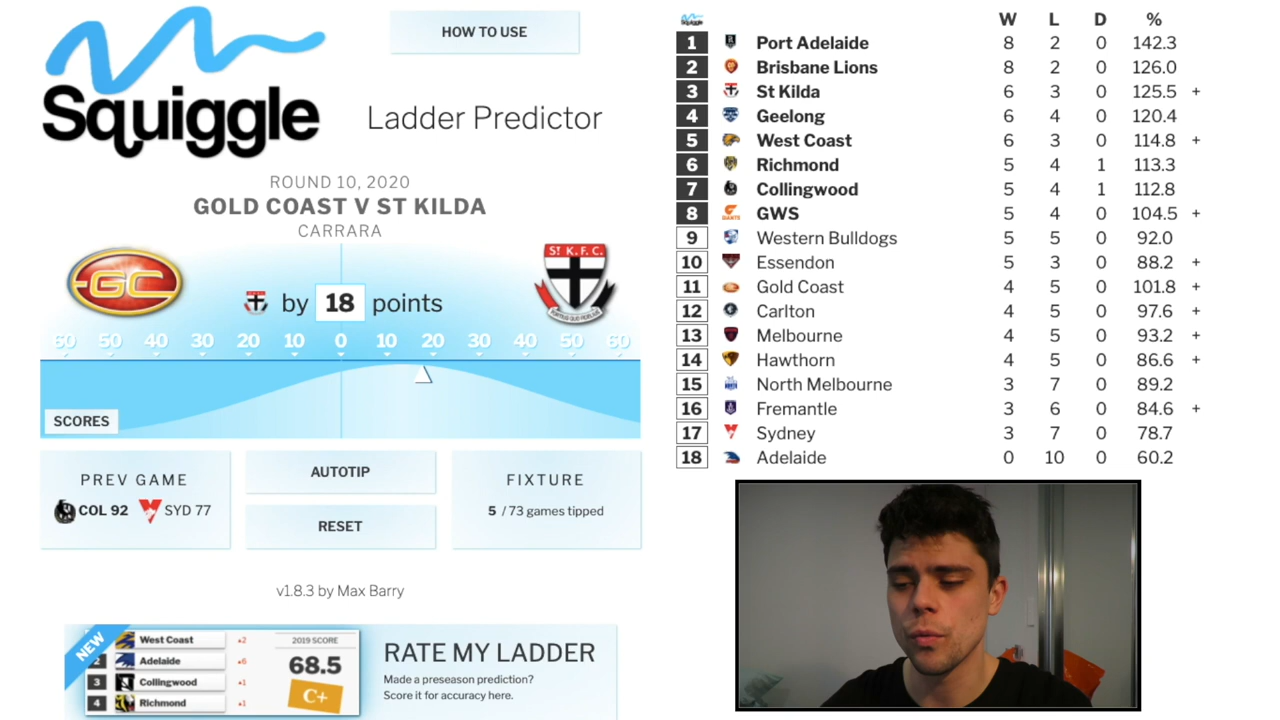 Squiggle
HOW TO USE
Ladder Predictor
ROUND 10, 2020
GOLD COAST V ST KILDA
CARRARA
GC
ST K.F.C.
by 18 points
60 50 40 30 20 10 0 10 20 30 40 50 60
SCORES
PREV GAME
COL 92 SYD 77
AUTOTIP
RESET
FIXTURE
5 / 73 games tipped
v1.8.3 by Max Barry
NEW
West Coast 2
2 Adelaide 6
3 Collingwood 1
4 Richmond 1
2019 SCORE
68.5
C+
RATE MY LADDER
Made a preseason prediction?
Score it for accuracy here.
Squiggle W L D %
1 Port Adelaide 8 2 0 142.3
2 Brisbane Lions 8 2 0 126.0
3 St Kilda 6 3 0 125.5 +
4 Geelong 6 4 0 120.4
5 West Coast 6 3 0 114.8 +
6 Richmond 5 4 1 113.3
7 Collingwood 5 4 1 112.8
8 GWS 5 4 0 104.5 +
9 Western Bulldogs 5 5 0 92.0
10 Essendon 5 3 0 88.2 +
11 Gold Coast 4 5 0 101.8 +
12 Carlton 4 5 0 97.6 +
13 Melbourne 4 5 0 93.2 +
14 Hawthorn 4 5 0 86.6 +
15 North Melbourne 3 7 0 89.2
16 Fremantle 3 6 0 84.6 +
17 Sydney 3 7 0 78.7
18 Adelaide 0 10 0 60.2